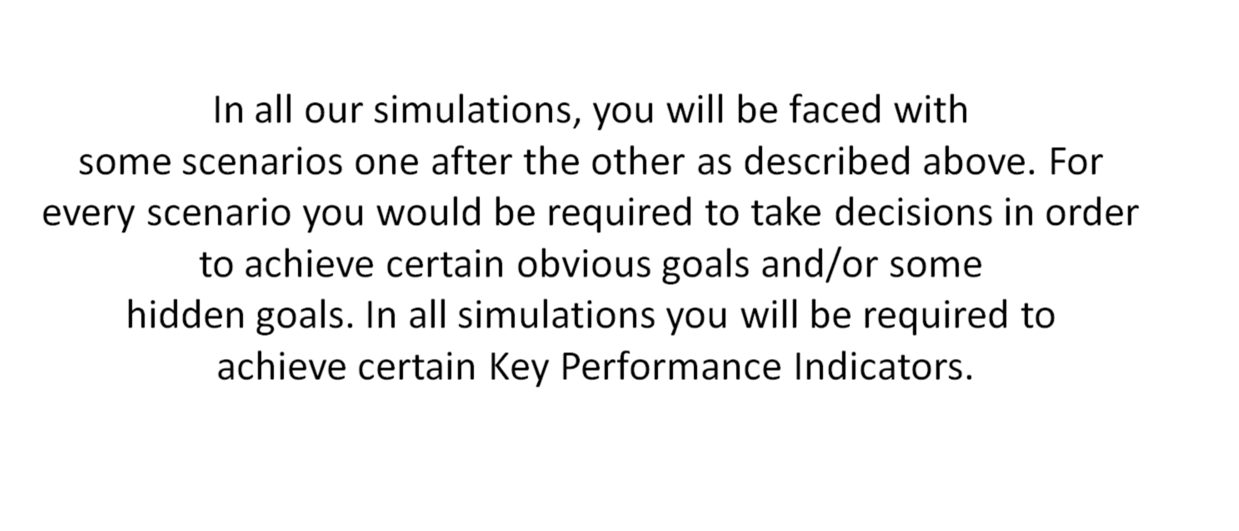 In all our simulations, you will be faced with
some scenarios one after the other as described above. For
every scenario you would be required to take decisions in order
to achieve certain obvious goals and/or some
hidden goals. In all simulations you will be required to
achieve certain Key Performance Indicators.